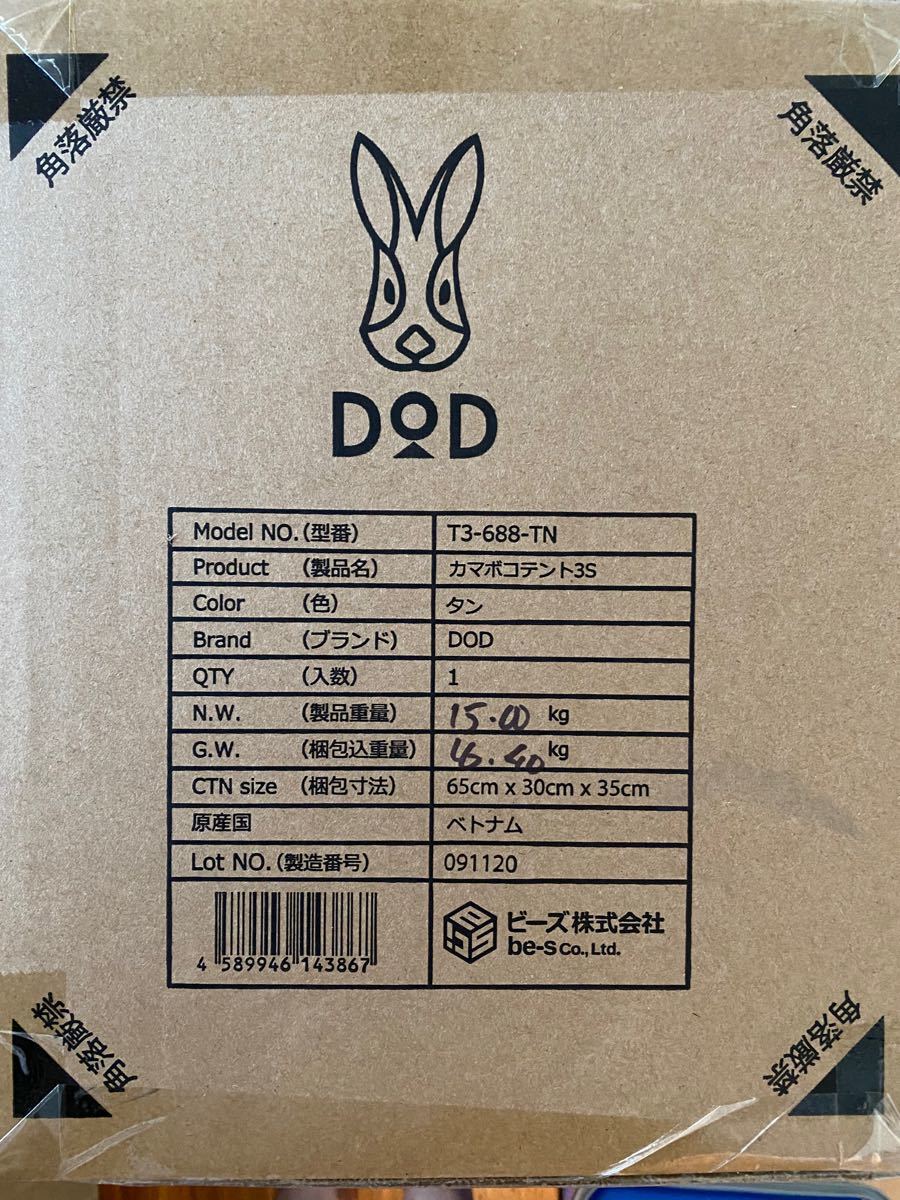 角落厳禁
角落厳禁
DOD
Model NO.(型番) T3-688-TN
Product (製品名) カマボコテント3S
Color (色) タン
Brand (ブランド) DOD
QTY (入数) 1
N.W. (製品重量) 15.00 kg
G.W. (梱包込重量) kg
CTN size (梱包寸法) 65cm x 30cm x 35cm
原産国 ベトナム
Lot NO.(製造番号) 091120
4 589946 143867
ビーズ株式会社
be-s Co., Ltd.
角落厳禁
角落厳禁